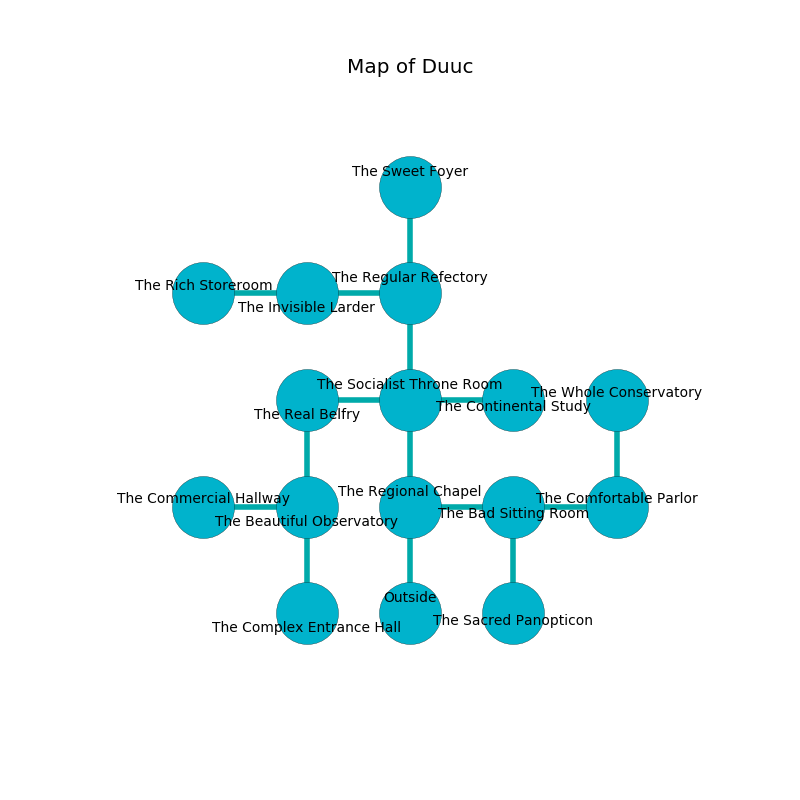 Map of Duuc
The Sweet Foyer
The Regular Refectory
The Rich Storeroom
The Invisible Larder
The Socialist Throne Room
The Whole Conservatory
The Continental Study
The Real Belfry
The Regional Chapel
The Commercial Hallway
The Comfortable Parlor
The Bad Sitting Room
The Beautiful Observatory
Outside
The Sacred Panopticon
The Complex Entrance Hall